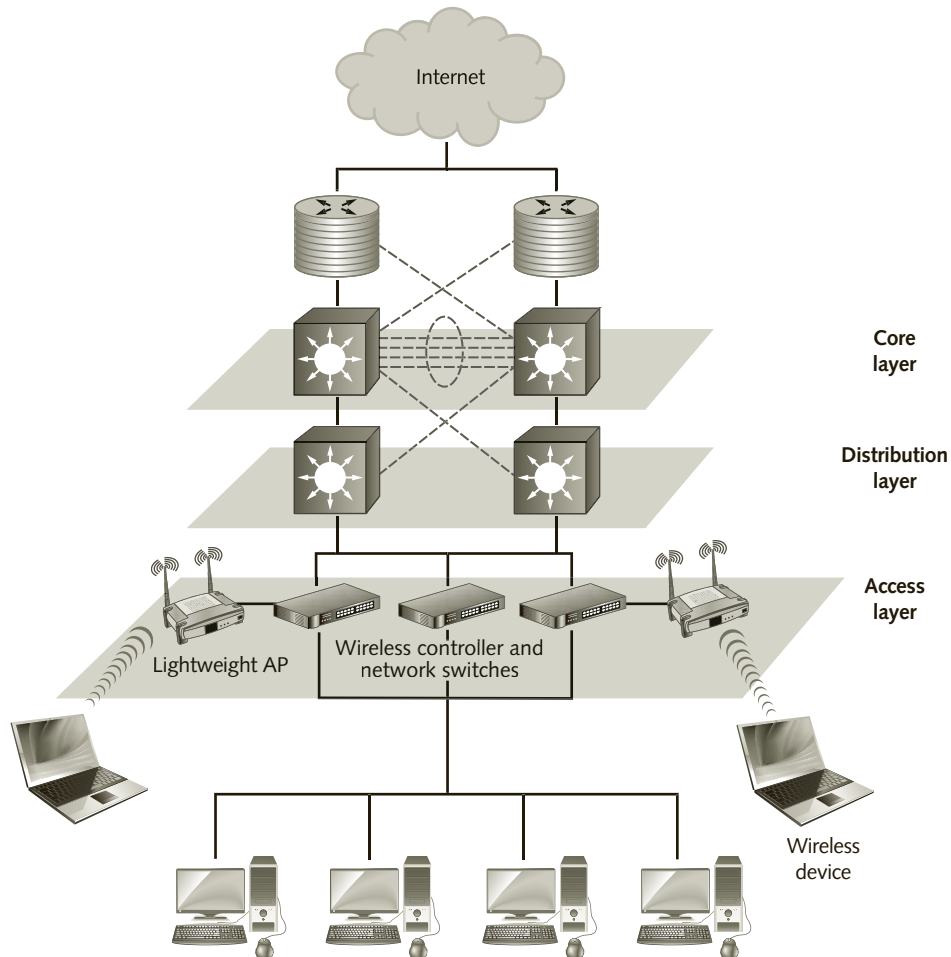 Internet
Core
layer
Distribution
layer
Access
layer
Lightweight AP
Wireless controller and
network switches
Wireless
device